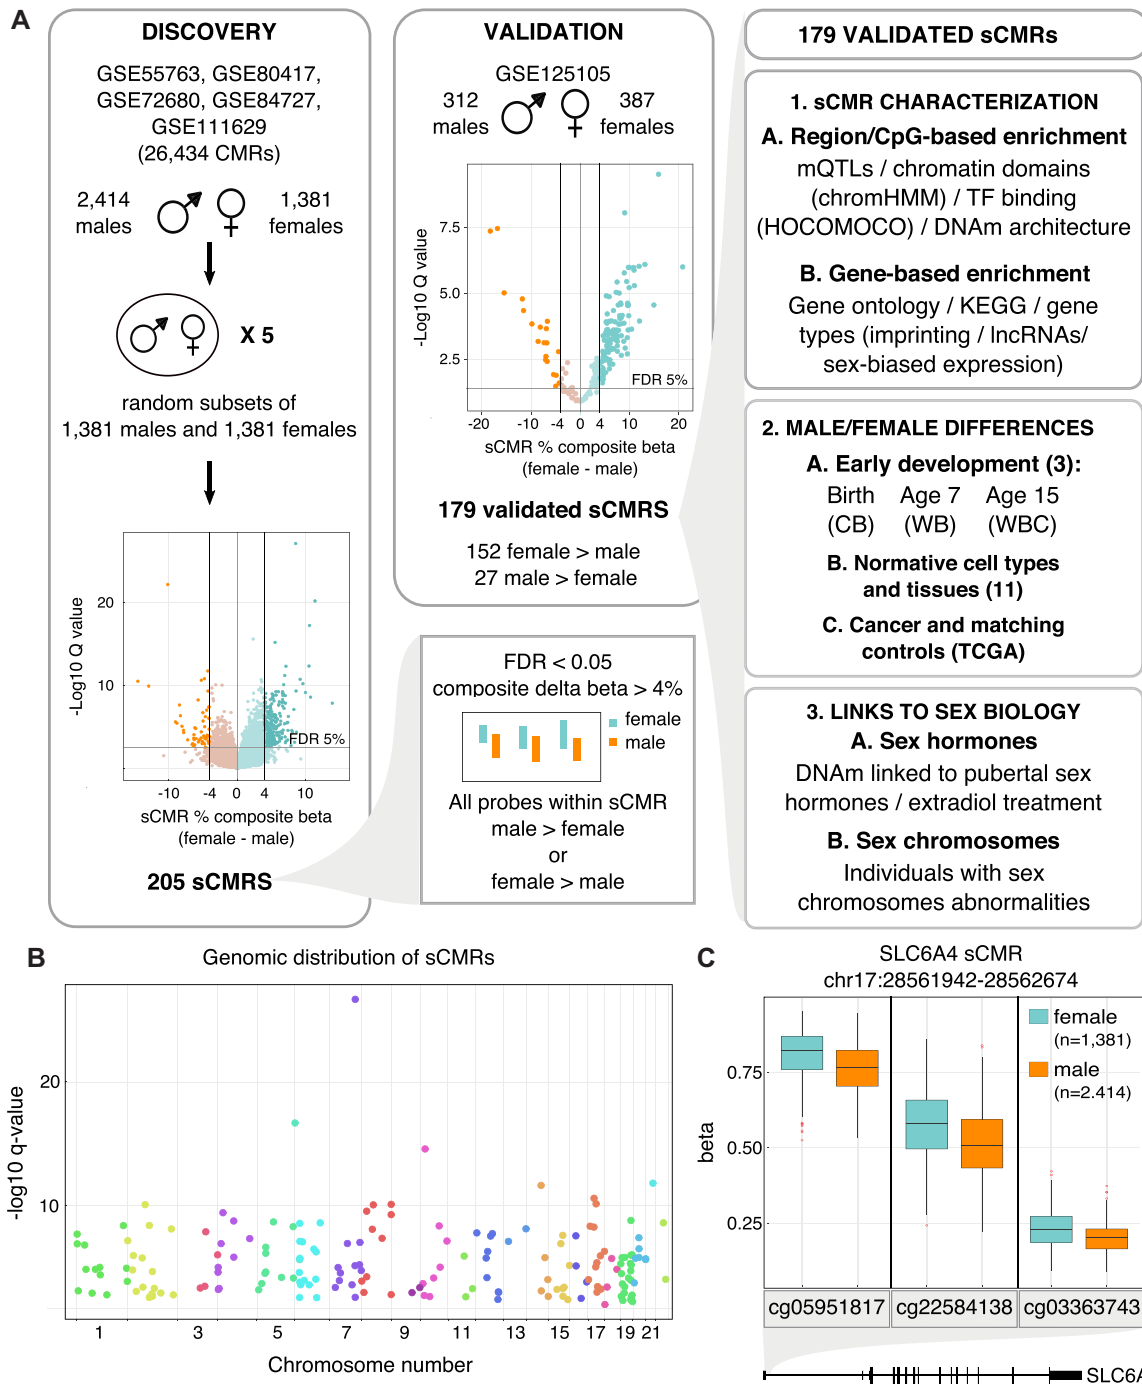 A
DISCOVERY
GSE55763, GSE80417,
GSE72680, GSE84727,
GSE111629
(26,434 CMRs)
2,414
males
1,381
females
X 5
random subsets of
1,381 males and 1,381 females
20
10
-Log10 Q value
FDR 5%
-10 -4 0 4 10
sCMR % composite beta
(female - male)
205 sCMRS
VALIDATION
GSE125105
312
males
387
females
7.5
5.0
2.5
-Log10 Q value
FDR 5%
-20 -10 -4 0 4 10 20
sCMR % composite beta
(female - male)
179 validated sCMRS
152 female > male
27 male > female
FDR < 0.05
composite delta beta > 4%
female
male
All probes within sCMR
male > female
or
female > male
179 VALIDATED sCMRs
1. sCMR CHARACTERIZATION
A. Region/CpG-based enrichment
mQTLs / chromatin domains
(chromHMM) / TF binding
(HOCOMOCO) / DNAm architecture
B. Gene-based enrichment
Gene ontology / KEGG / gene
types (imprinting / lncRNAs/
sex-biased expression)
2. MALE/FEMALE DIFFERENCES
A. Early development (3):
Birth Age 7 Age 15
(CB) (WB) (WBC)
B. Normative cell types
and tissues (11)
C. Cancer and matching
controls (TCGA)
3. LINKS TO SEX BIOLOGY
A. Sex hormones
DNAm linked to pubertal sex
hormones / extradiol treatment
B. Sex chromosomes
Individuals with sex
chromosomes abnormalities
B
Genomic distribution of sCMRs
20
10
-log10 q-value
1 3 5 7 9 11 13 15 17 19 21
Chromosome number
C
SLC6A4 sCMR
chr17:28561942-28562674
female
(n=1,381)
male
(n=2.414)
0.75
0.50
0.25
beta
cg05951817 cg22584138 cg03363743
SLC6A